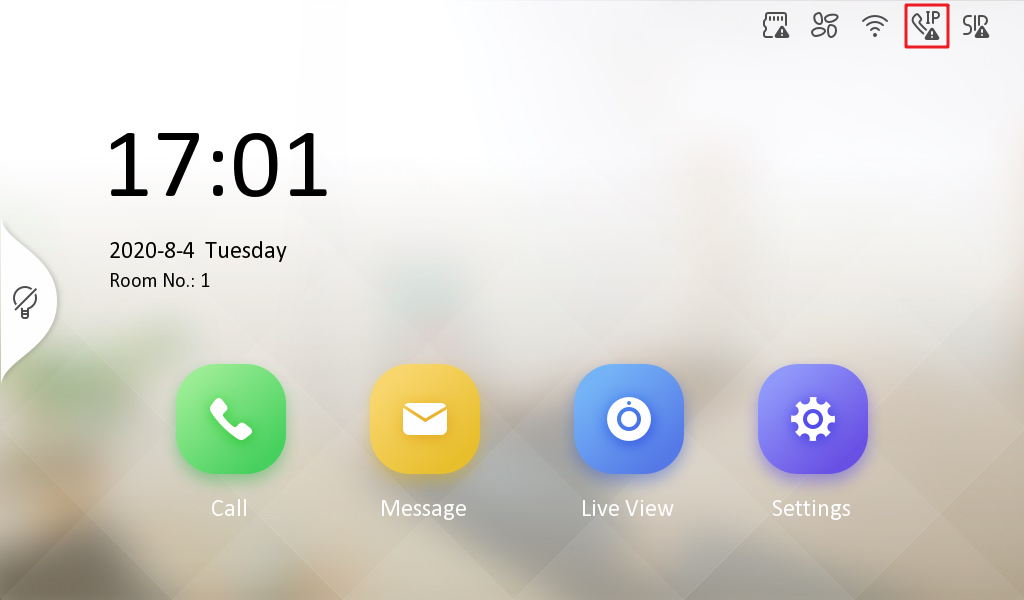 IP
SIP
17:01
2020-8-4 Tuesday
Room No.: 1
Call
Message
Live View
Settings